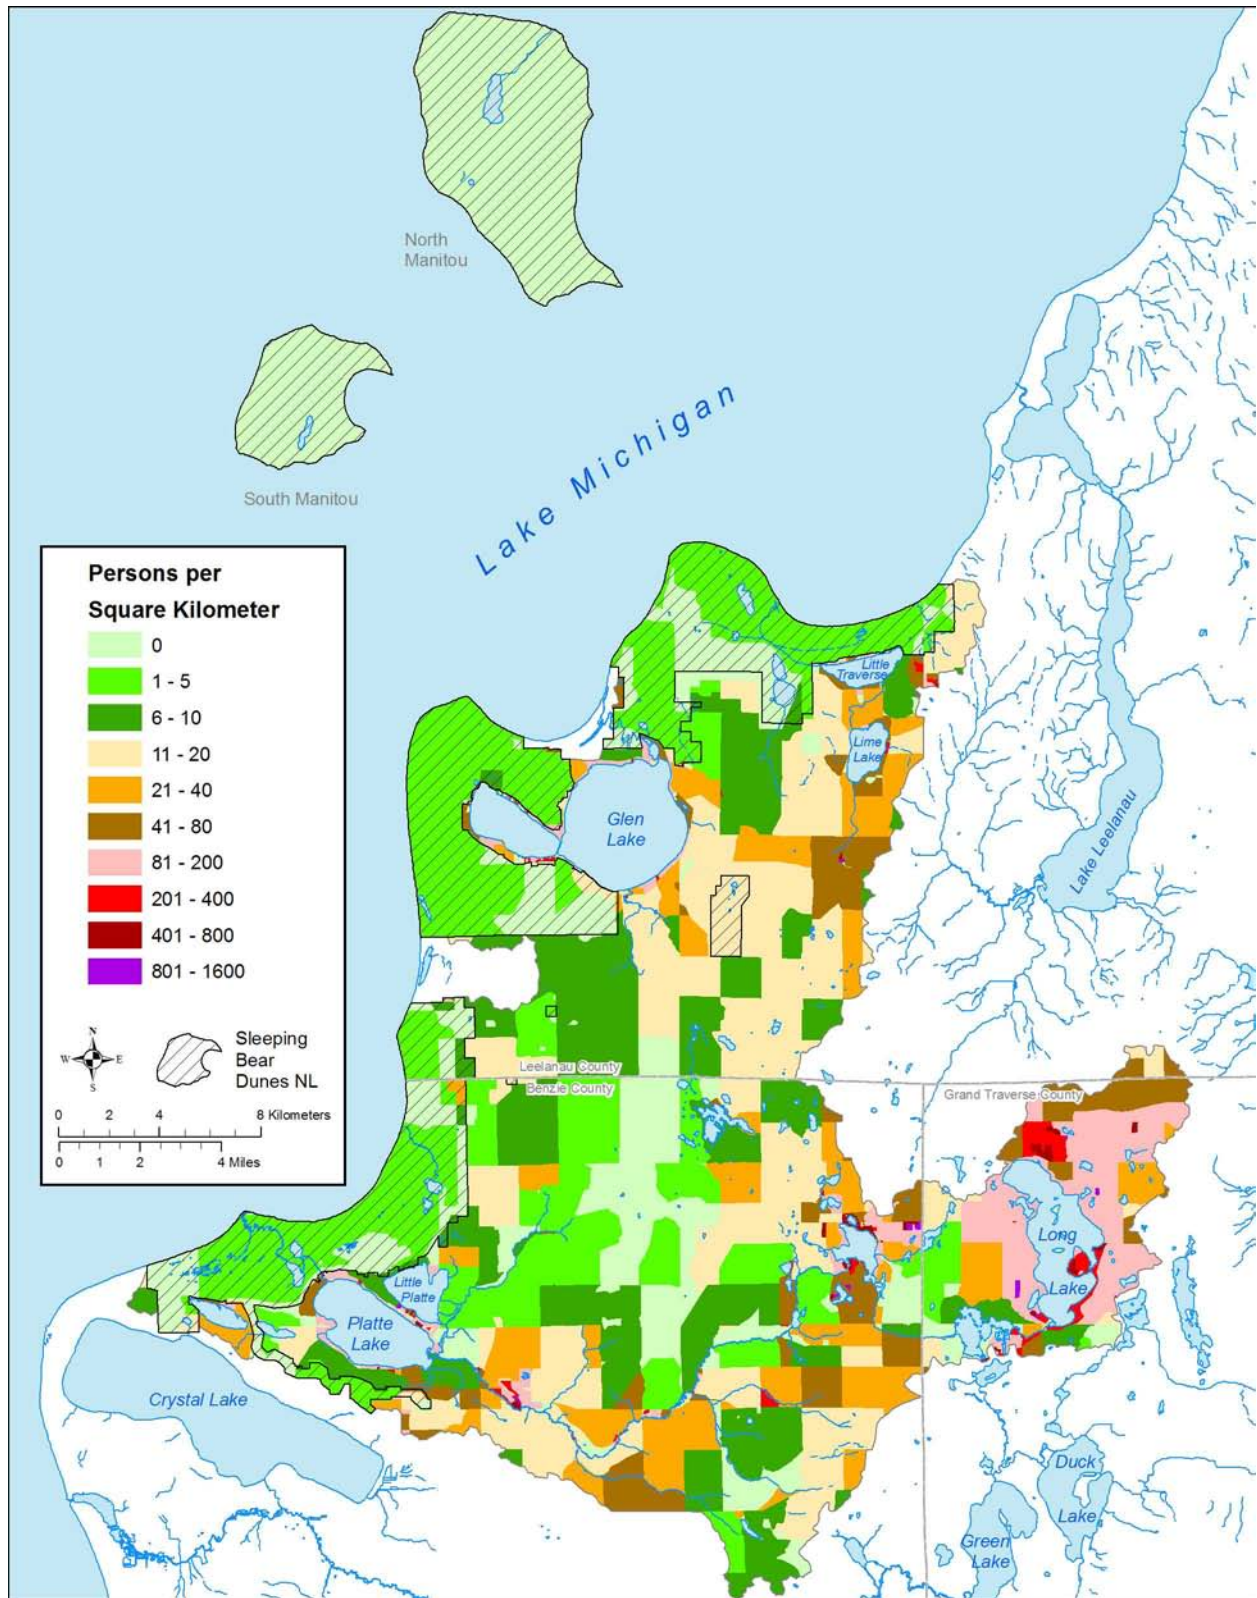 North
Manitou
South Manitou
Lake Michigan
Persons per
Square Kilometer
0
1 - 5
6 - 10
11 - 20
21 - 40
41 - 80
81 - 200
201 - 400
401 - 800
801 - 1600
N
W E
S
Sleeping
Bear
Dunes NL
0 4 8 Kilometers
0 1 2 4 Miles
Little
Traverse
Lime
Lake
Glen
Lake
Lake Leelanau
Leelanau County
Benzie County
Grand Traverse County
Long
Lake
Little
Platte
Platte
Lake
Crystal Lake
Duck
Lake
Green
Lake